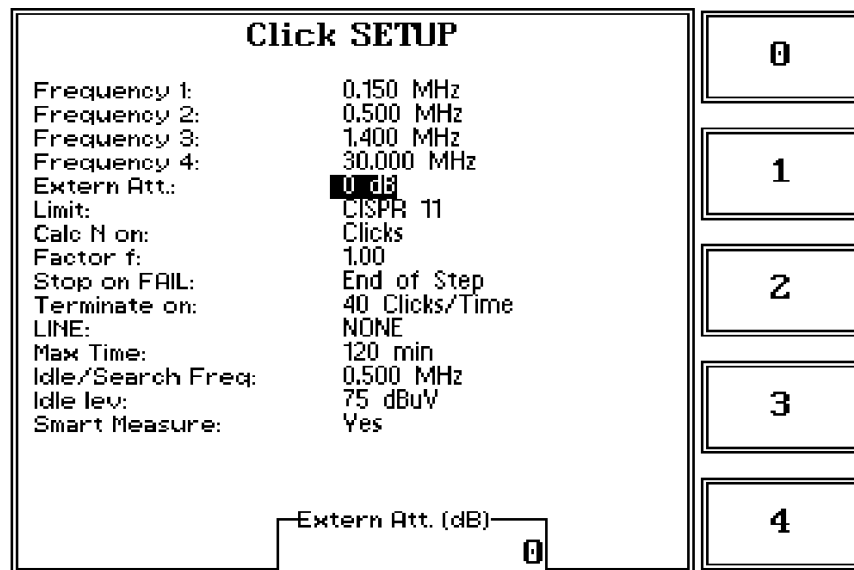 Click SETUP
Frequency 1: 0.150 MHz
Frequency 2: 0.500 MHz
Frequency 3: 1.400 MHz
Frequency 4: 30.000 MHz
Extern Att.: 0 dB
Limit: CISPR 11
Calc N on: Clicks
Factor f: 1.00
Stop on FAIL: End of Step
Terminate on: 40 Clicks/Time
LINE: NONE
Max Time: 120 min
Idle/Search Freq: 0.500 MHz
Idle lev: 75 dBuV
Smart Measure: Yes
Extern Att. (dB)
0
0
1
2
3
4